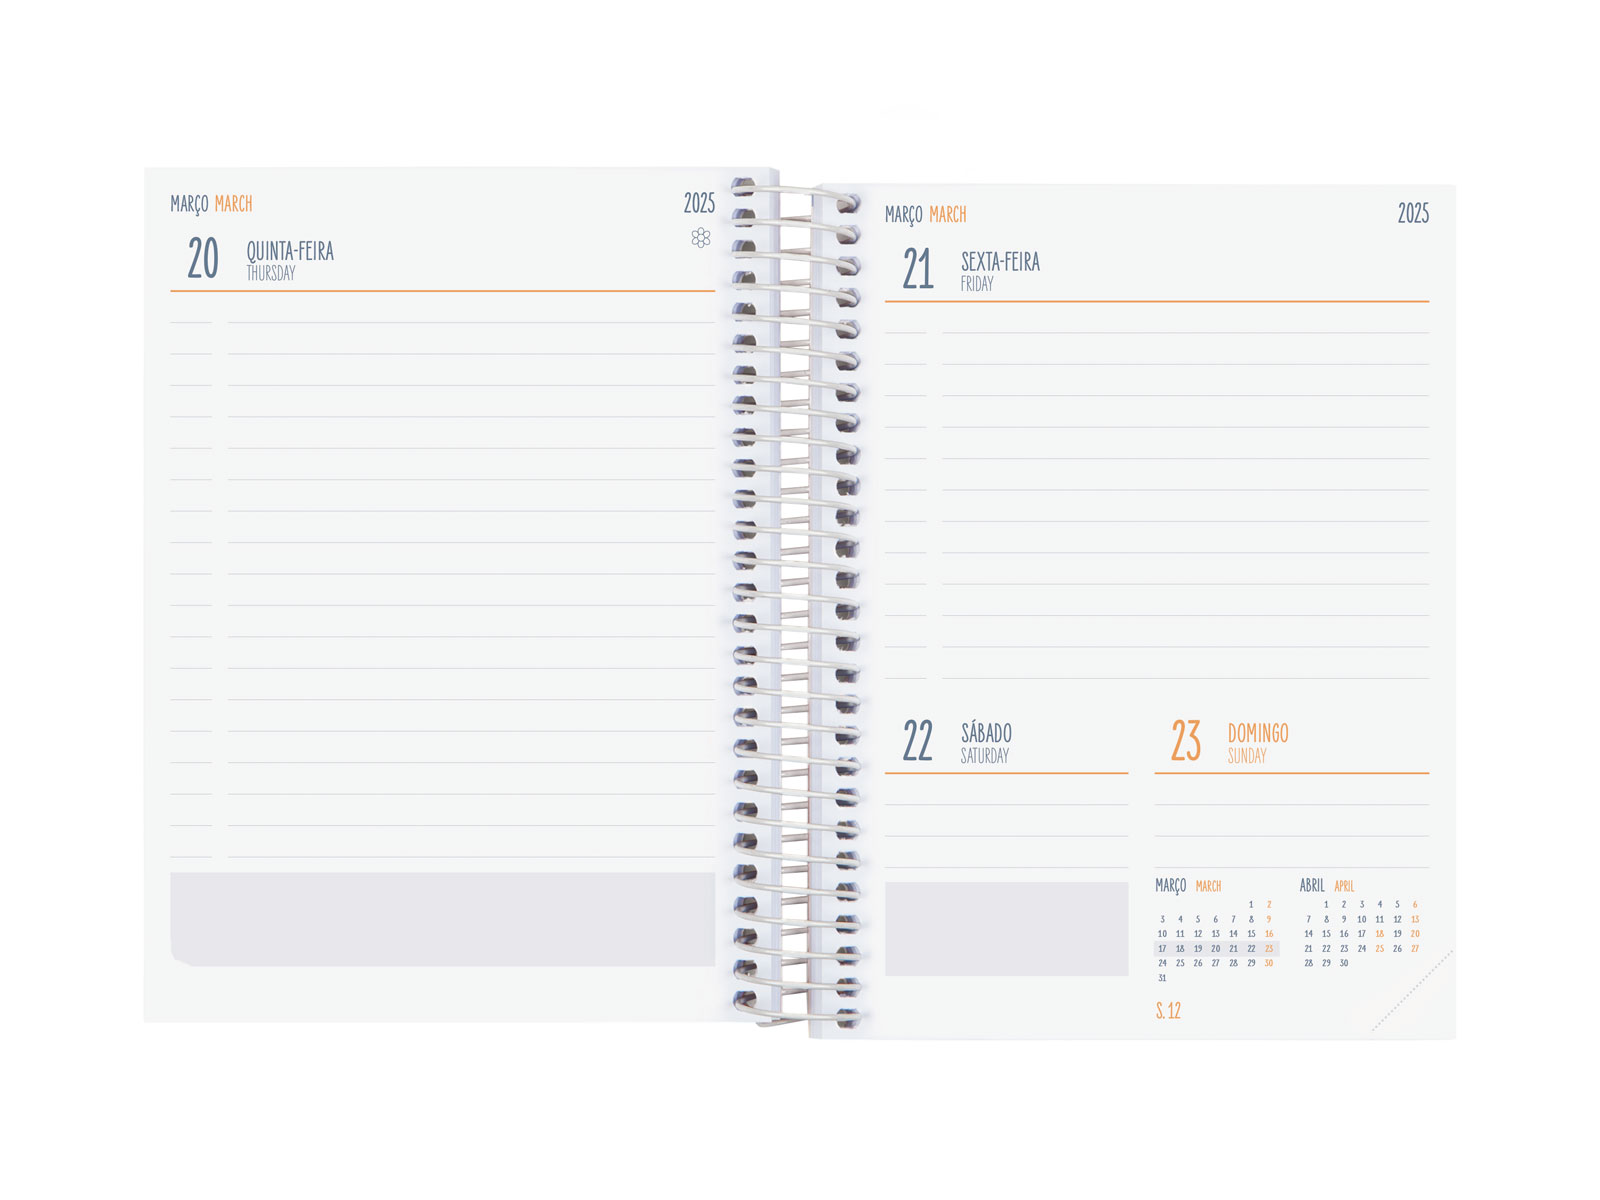 MARÇO MARCH
2025
20 QUINTA-FEIRA
THURSDAY
MARÇO MARCH
2025
21 SEXTA-FEIRA
FRIDAY
22 SÁBADO
SATURDAY
23 DOMINGO
SUNDAY
MARÇO MARCH
1 2
3 4 5 6 7 8 9
10 11 12 13 14 15 16
17 18 19 20 21 22 23
24 25 26 27 28 29 30
31
ABRIL APRIL
1 2 3 4 5 6
7 8 9 10 11 12 13
14 15 16 17 18 19 20
21 22 23 24 25 26 27
28 29 30
S. 12